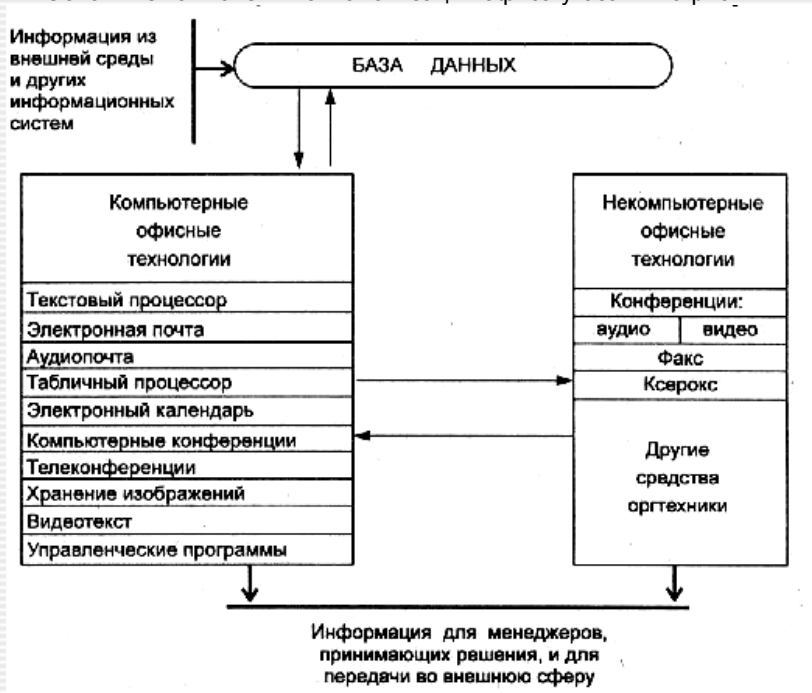 Информация из
внешней среды
и других
информационных
систем
БАЗА ДАННЫХ
Компьютерные
офисные
технологии
Текстовый процессор
Электронная почта
Аудиопочта
Табличный процессор
Электронный календарь
Компьютерные конференции
Телеконференции
Хранение изображений
Видеотекст
Управленческие программы
Некомпьютерные
офисные
технологии
Конференции:
аудио видео
Факс
Ксерокс
Другие
средства
оргтехники
Информация для менеджеров,
принимающих решения, и для
передачи во внешнюю сферу